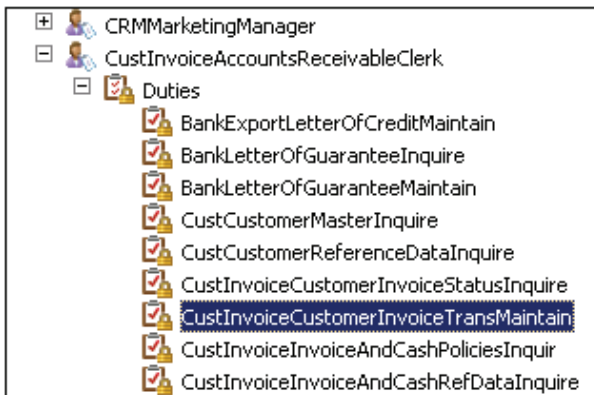 CRMMarketingManager
CustInvoiceAccountsReceivableClerk
Duties
BankExportLetterOfCreditMaintain
BankLetterOfGuaranteeInquire
BankLetterOfGuaranteeMaintain
CustCustomerMasterInquire
CustCustomerReferenceDataInquire
CustInvoiceCustomerInvoiceStatusInquire
CustInvoiceCustomerInvoiceTransMaintain
CustInvoiceInvoiceAndCashPoliciesInquir
CustInvoiceInvoiceAndCashRefDataInquire